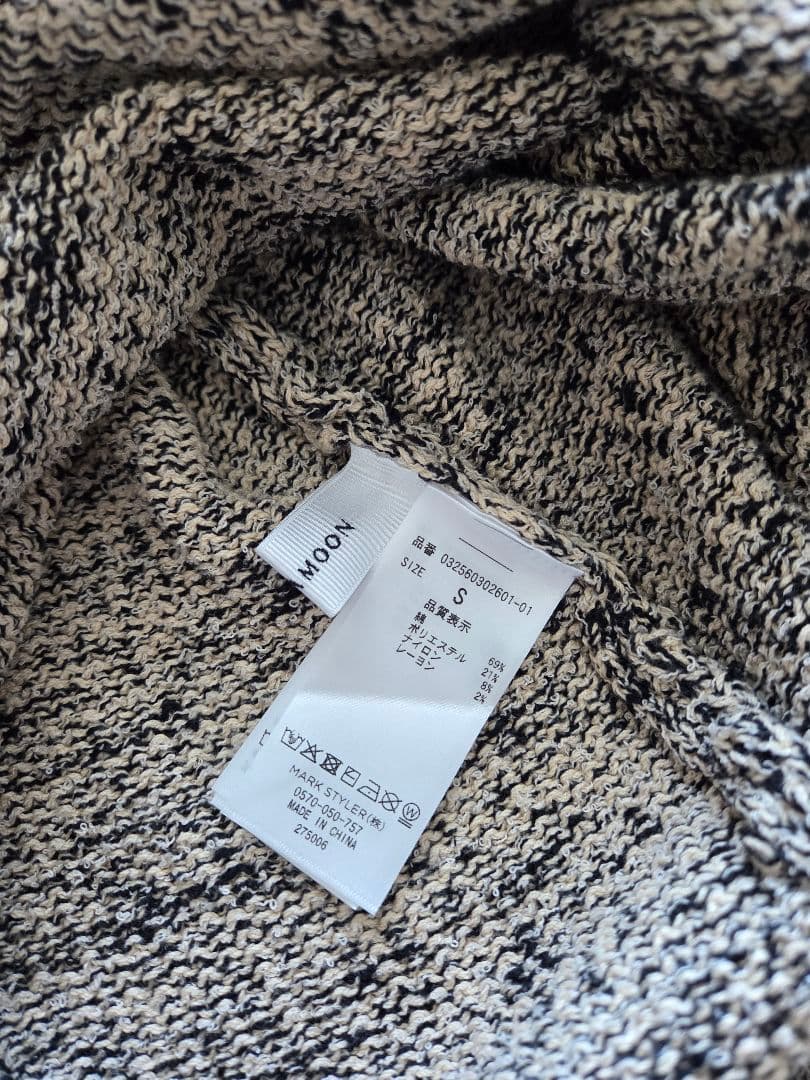 MOON
品番 032560302601-01
SIZE S
品質表示
綿 69%
ポリエステル 21%
ナイロン 8%
レーヨン 2%
MARK STYLER(株)
0570-050-757
MADE IN CHINA
275006